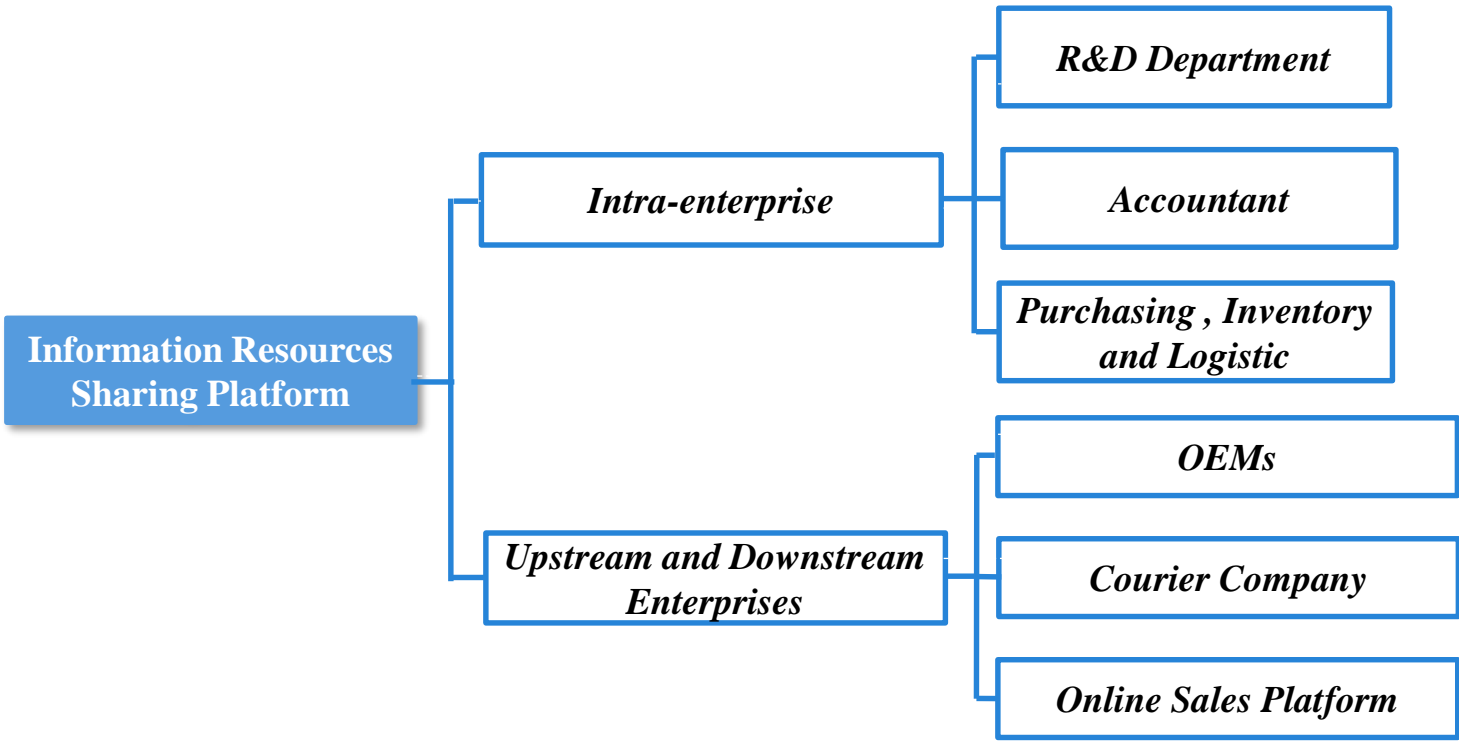 R&D Department
Intra-enterprise
Accountant
Purchasing , Inventory
and Logistic
Information Resources
Sharing Platform
OEMs
Upstream and Downstream
Enterprises
Courier Company
Online Sales Platform